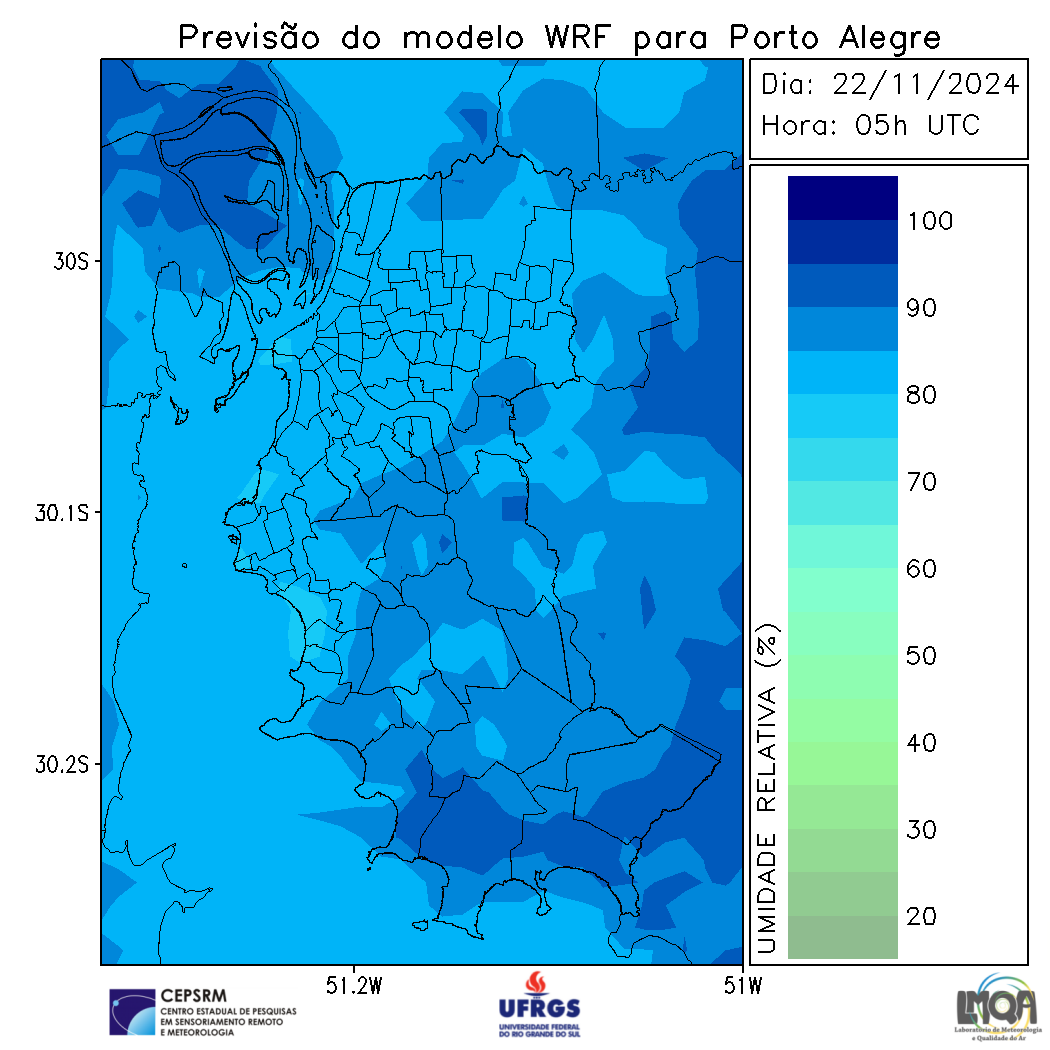 Previsão do modelo WRF para Porto Alegre
Dia: 22/11/2024
Hora: 05h UTC
30S
30.1S
30.2S
51.2W
51W
UMIDADE RELATIVA (%)
100
90
80
70
60
50
40
30
20
CEPSRM
CENTRO ESTADUAL DE PESQUISAS
EM SENSORIAMENTO REMOTO
E METEOROLOGIA
UFRGS
UNIVERSIDADE FEDERAL
DO RIO GRANDE DO SUL
LMQA
Laboratório de Meteorologia
e Qualidade do Ar